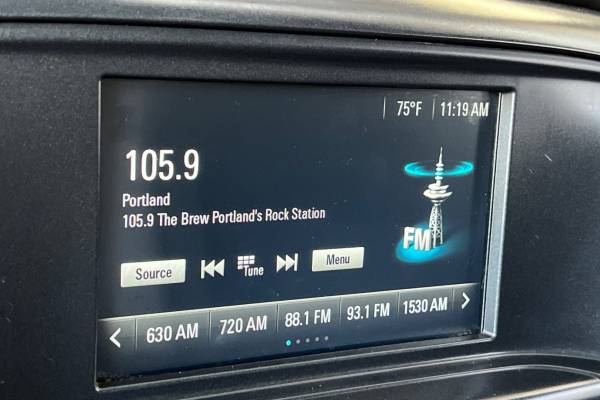 75°F 11:19 AM
105.9
Portland
105.9 The Brew Portland's Rock Station
FM
Source Tune Menu
630 AM 720 AM 88.1 FM 93.1 FM 1530 AM